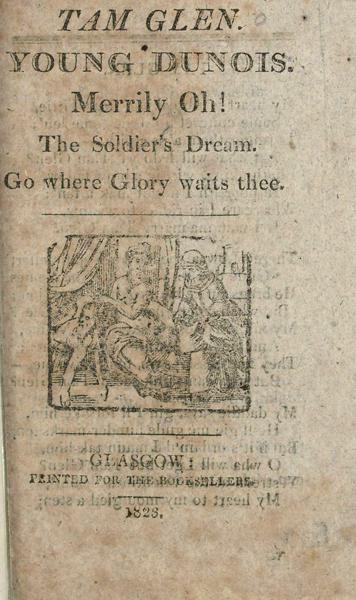 TAM GLEN.
YOUNG DUNOIS.
Merrily Oh!
The Soldier's Dream.
Go where Glory waits thee.
GLASGOW:
PRINTED FOR THE BOOKSELLERS.
1828.